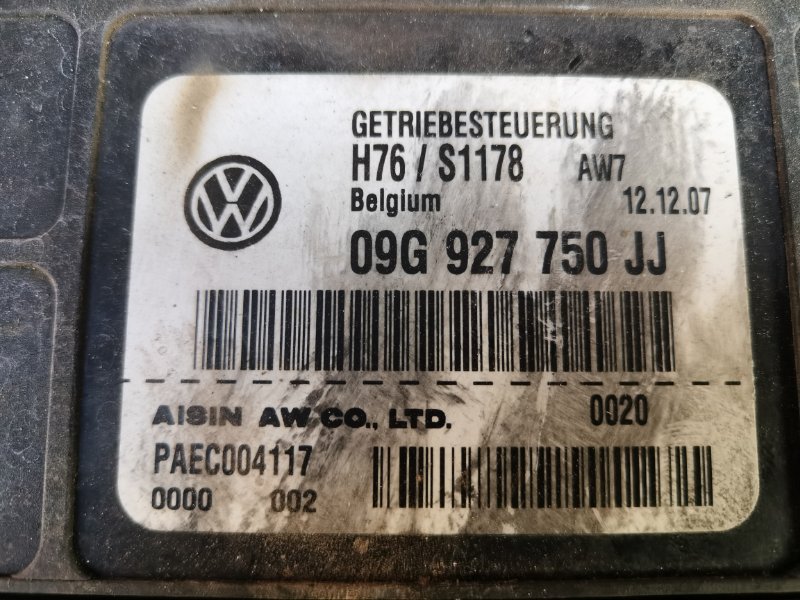 GETRIEBESTEUERUNG
H76 / S1178 AW7
Belgium 12.12.07
09G 927 750 JJ
AISIN AW CO., LTD. 0020
PAEC004117
0000 002